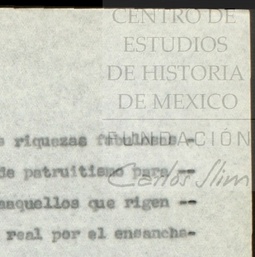 CENTRO DE
ESTUDIOS
DE HISTORIA
DE MEXICO
FUNDACIÓN
Carlos Slim
riquezas fabulosas -
de patruitismo para --
aquellos que rigen --
real por el ensancha-